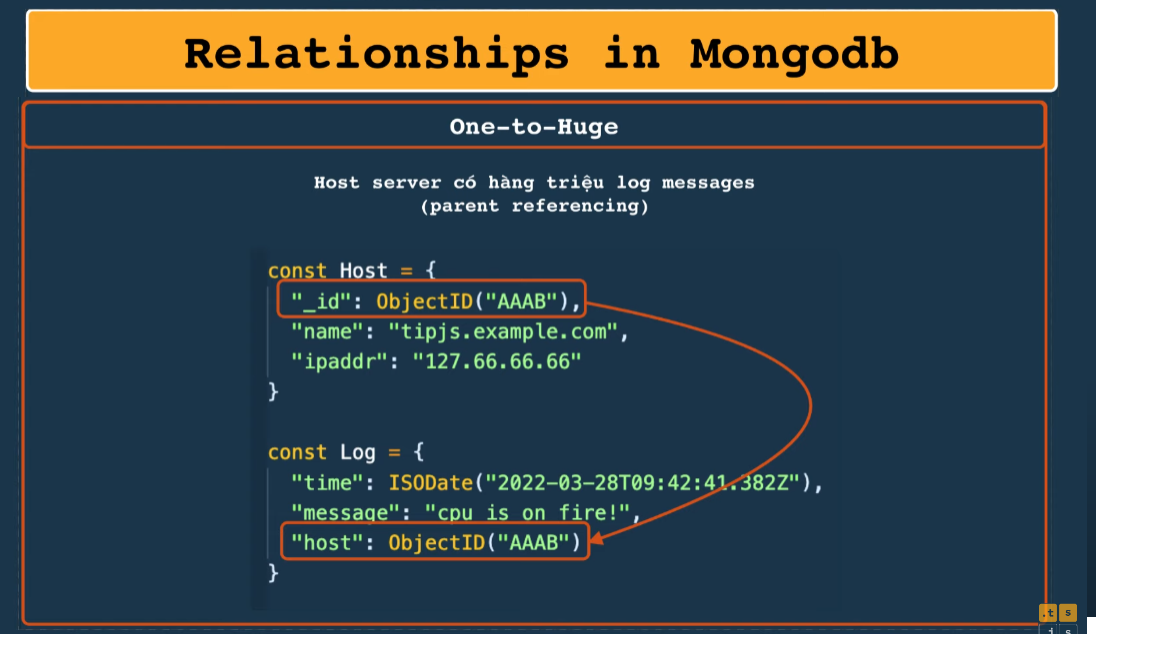 Relationships in Mongodb
One-to-Huge
Host server có hàng triệu log messages
(parent referencing)
const Host = {
"_id": ObjectID("AAAB"),
"name": "tipjs.example.com",
"ipaddr": "127.66.66.66"
}
const Log = {
"time": ISODate("2022-03-28T09:42:41.382Z"),
"message": "cpu is on fire!",
"host": ObjectID("AAAB")
}
.t s
j s